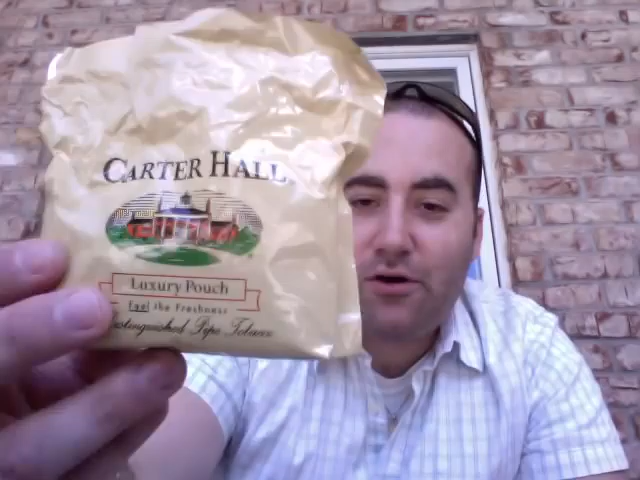 CARTER HALL
Luxury Pouch
Feel the Freshness
Distinguished Pipe Tobacco